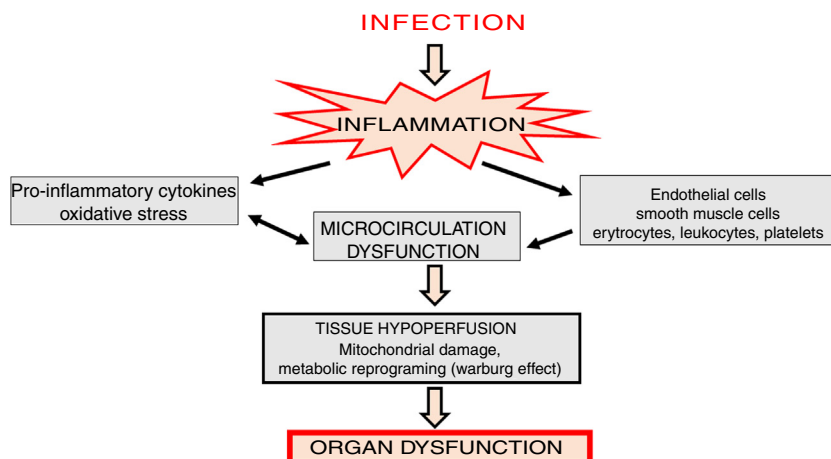 INFECTION
INFLAMMATION
Pro-inflammatory cytokines
oxidative stress
Endothelial cells
smooth muscle cells
erytrocytes, leukocytes, platelets
MICROCIRCULATION
DYSFUNCTION
TISSUE HYPOPERFUSION
Mitochondrial damage,
metabolic reprograming (warburg effect)
ORGAN DYSFUNCTION